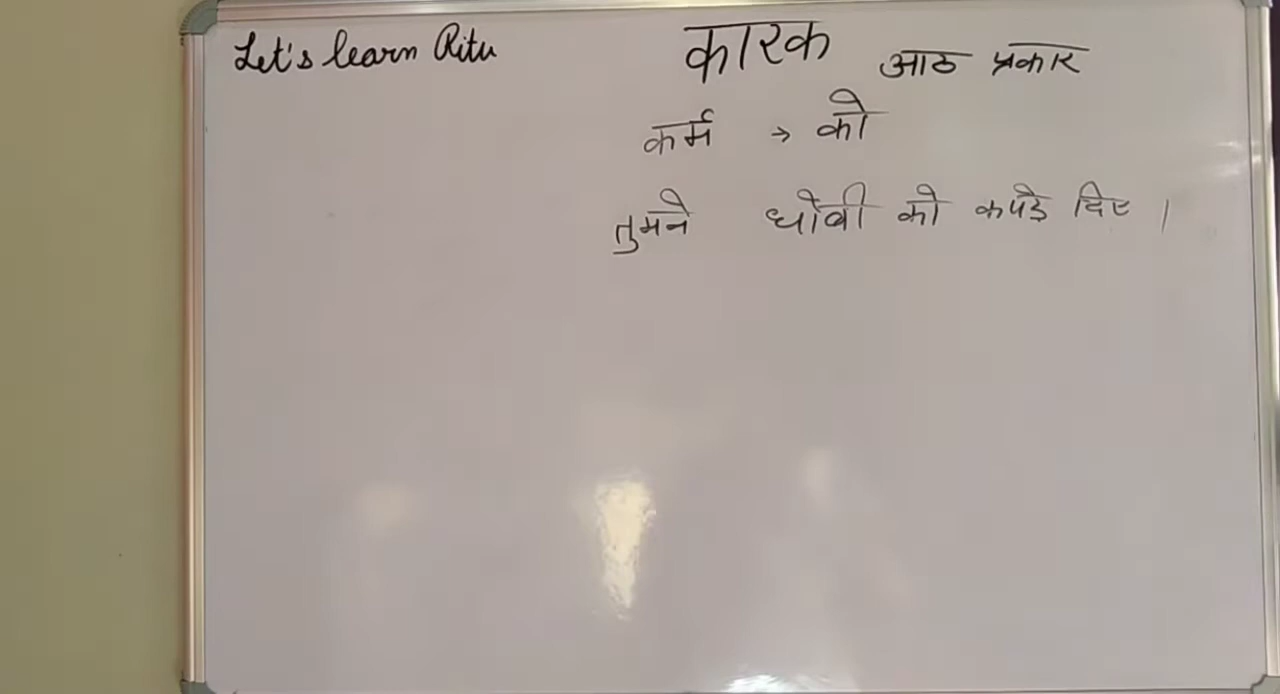 Let's learn Ritu
कारक आठ प्रकार
कर्म → को
तुमने धोबी को कपड़े दिए ।